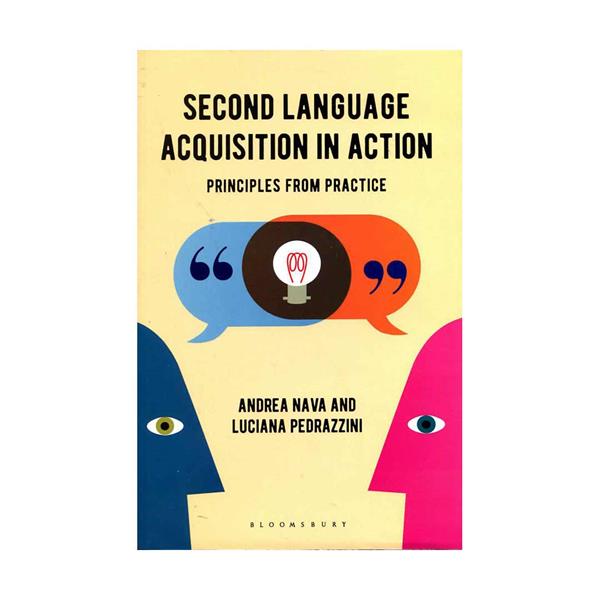 SECOND LANGUAGE
ACQUISITION IN ACTION
PRINCIPLES FROM PRACTICE
“ ”
ANDREA NAVA AND
LUCIANA PEDRAZZINI
BLOOMSBURY